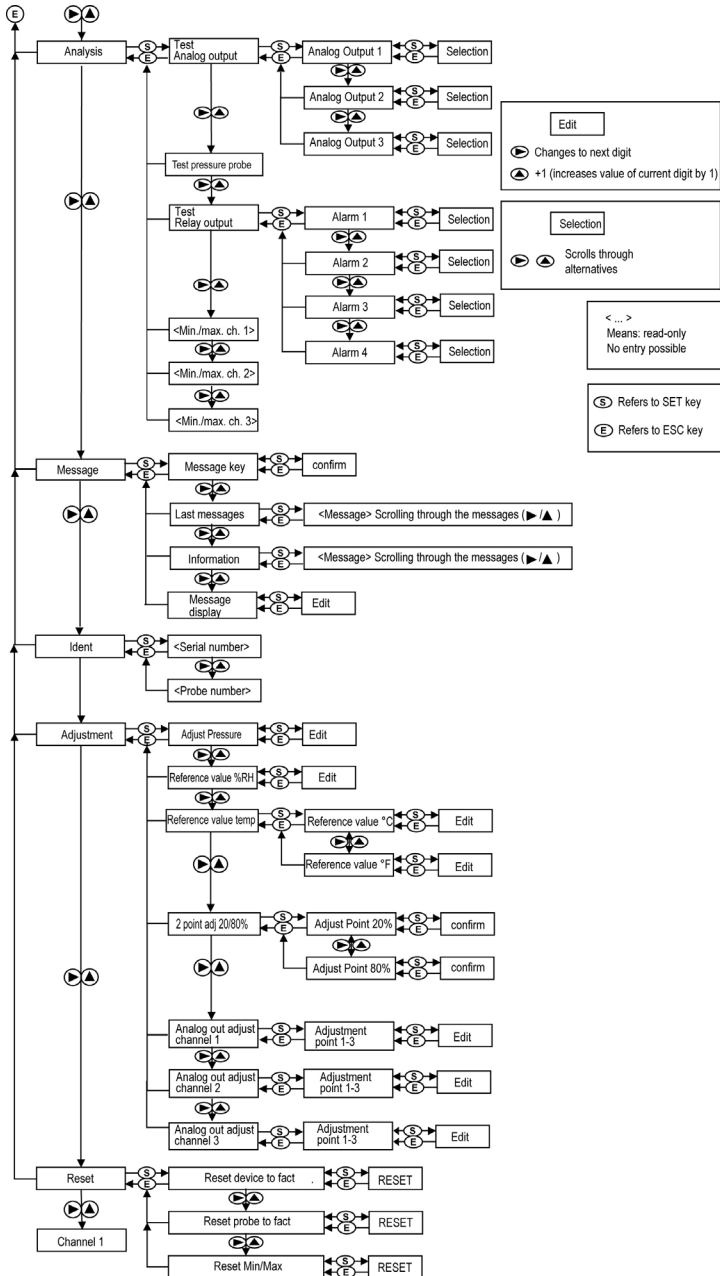 E
Analysis
S
E
Test
Analog output
S
E
Analog Output 1
S
E
Selection
Analog Output 2
S
E
Selection
Analog Output 3
S
E
Selection
Test pressure probe
Test
Relay output
S
E
Alarm 1
S
E
Selection
Alarm 2
S
E
Selection
Alarm 3
S
E
Selection
Alarm 4
S
E
Selection
<Min./max. ch. 1>
<Min./max. ch. 2>
<Min./max. ch. 3>
Edit
Changes to next digit
+1 (increases value of current digit by 1)
Selection
Scrolls through
alternatives
< ... >
Means: read-only
No entry possible
S Refers to SET key
E Refers to ESC key
Message
S
E
Message key
S
E
confirm
Last messages
S
E
<Message> Scrolling through the messages (▶/▲ )
Information
S
E
<Message> Scrolling through the messages (▶/▲ )
Message
display
S
E
Edit
Ident
S
E
<Serial number>
<Probe number>
Adjustment
S
E
Adjust Pressure
S
E
Edit
Reference value %RH
S
E
Edit
Reference value temp
S
E
Reference value °C
S
E
Edit
Reference value °F
S
E
Edit
2 point adj 20/80%
S
E
Adjust Point 20%
S
E
confirm
Adjust Point 80%
S
E
confirm
Analog out adjust
channel 1
S
E
Adjustment
point 1-3
S
E
Edit
Analog out adjust
channel 2
S
E
Adjustment
point 1-3
S
E
Edit
Analog out adjust
channel 3
S
E
Adjustment
point 1-3
S
E
Edit
Reset
S
E
Reset device to fact .
S
E
RESET
Reset probe to fact
S
E
RESET
Reset Min/Max
S
E
RESET
Channel 1